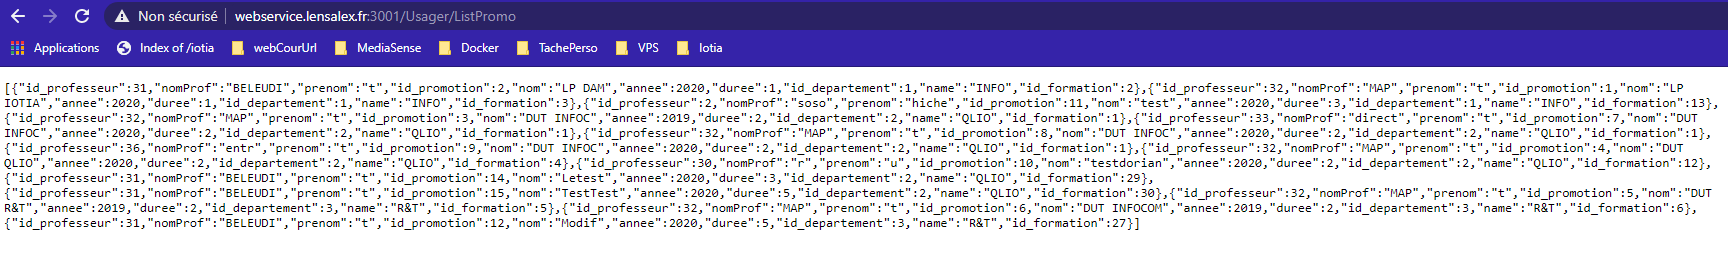 Non sécurisé | webservice.lensalex.fr:3001/Usager/ListPromo
Applications Index of /iotia webCourUrl MediaSense Docker TachePerso VPS Iotia
[{"id_professeur":31,"nomProf":"BELEUDI","prenom":"t","id_promotion":2,"nom":"LP DAM","annee":2020,"duree":1,"id_departement":1,"name":"INFO","id_formation":2},{"id_professeur":32,"nomProf":"MAP","prenom":"t","id_promotion":1,"nom":"LP
IOTIA","annee":2020,"duree":1,"id_departement":1,"name":"INFO","id_formation":3},{"id_professeur":2,"nomProf":"soso","prenom":"hiche","id_promotion":11,"nom":"test","annee":2020,"duree":3,"id_departement":1,"name":"INFO","id_formation":13},
{"id_professeur":32,"nomProf":"MAP","prenom":"t","id_promotion":3,"nom":"DUT INFOC","annee":2019,"duree":2,"id_departement":2,"name":"QLIO","id_formation":1},{"id_professeur":33,"nomProf":"direct","prenom":"t","id_promotion":7,"nom":"DUT
INFOC","annee":2020,"duree":2,"id_departement":2,"name":"QLIO","id_formation":1},{"id_professeur":32,"nomProf":"MAP","prenom":"t","id_promotion":8,"nom":"DUT INFOC","annee":2020,"duree":2,"id_departement":2,"name":"QLIO","id_formation":1},
{"id_professeur":36,"nomProf":"entr","prenom":"t","id_promotion":9,"nom":"DUT INFOC","annee":2020,"duree":2,"id_departement":2,"name":"QLIO","id_formation":1},{"id_professeur":32,"nomProf":"MAP","prenom":"t","id_promotion":4,"nom":"DUT
QLIO","annee":2020,"duree":2,"id_departement":2,"name":"QLIO","id_formation":4},{"id_professeur":30,"nomProf":"r","prenom":"u","id_promotion":10,"nom":"testdorian","annee":2020,"duree":2,"id_departement":2,"name":"QLIO","id_formation":12},
{"id_professeur":31,"nomProf":"BELEUDI","prenom":"t","id_promotion":14,"nom":"Letest","annee":2020,"duree":3,"id_departement":2,"name":"QLIO","id_formation":29},
{"id_professeur":31,"nomProf":"BELEUDI","prenom":"t","id_promotion":15,"nom":"TestTest","annee":2020,"duree":5,"id_departement":2,"name":"QLIO","id_formation":30},{"id_professeur":32,"nomProf":"MAP","prenom":"t","id_promotion":5,"nom":"DUT
R&T","annee":2019,"duree":2,"id_departement":3,"name":"R&T","id_formation":5},{"id_professeur":32,"nomProf":"MAP","prenom":"t","id_promotion":6,"nom":"DUT INFOCOM","annee":2019,"duree":2,"id_departement":3,"name":"R&T","id_formation":6},
{"id_professeur":31,"nomProf":"BELEUDI","prenom":"t","id_promotion":12,"nom":"Modif","annee":2020,"duree":5,"id_departement":3,"name":"R&T","id_formation":27}]